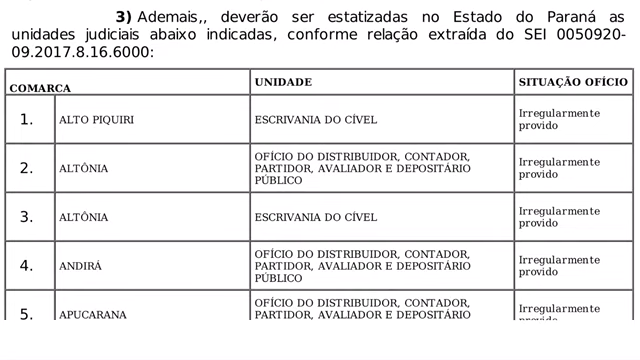 3) Ademais,, deverão ser estatizadas no Estado do Paraná as
unidades judiciais abaixo indicadas, conforme relação extraída do SEI 0050920-
09.2017.8.16.6000:
COMARCA UNIDADE SITUAÇÃO OFÍCIO
1. ALTO PIQUIRI ESCRIVANIA DO CÍVEL Irregularmente
provido
2. ALTÔNIA OFÍCIO DO DISTRIBUIDOR, CONTADOR,
PARTIDOR, AVALIADOR E DEPOSITÁRIO
PÚBLICO Irregularmente
provido
3. ALTÔNIA ESCRIVANIA DO CÍVEL Irregularmente
provido
4. ANDIRÁ OFÍCIO DO DISTRIBUIDOR, CONTADOR,
PARTIDOR, AVALIADOR E DEPOSITÁRIO
PÚBLICO Irregularmente
provido
5. APUCARANA OFÍCIO DO DISTRIBUIDOR, CONTADOR,
PARTIDOR, AVALIADOR E DEPOSITÁRIO Irregularmente